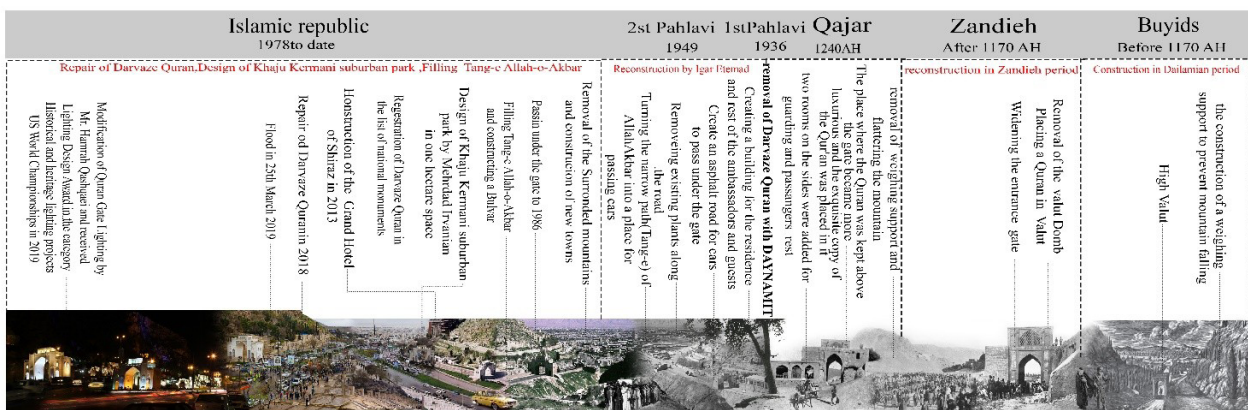 Islamic republic
1978to date
2st Pahlavi
1949
1stPahlavi
1936
Qajar
1240AH
Zandieh
After 1170 AH
Buyids
Before 1170 AH
Repair of Darvaze Quran,Design of Khaju Kermani suburban park ,Filling Tang-e Allah-o-Akbar
Reconstruction by Igar Etemad
reconstruction in Zandieh period
Construction in Dailamian period
Modification of Quran Gate Lighting by
Mr. Hamrah Qashquei and received
Lighting Design Award in the category
Historical and heritage lighting projects
US World Championships in 2019
Flood in 26th March 2019
Repair od Darvaze Quranin 2018
Honstruction of the Grand Hotel
of Shiraz in 2013
Regestration of Darvaze Quran in
the list of national monuments
Design of Khaju Kermani suburban
park by Mehrdad Irvanian
in one hectare space
Filling Tang-e Allah-o-Akbar
and constructing a Bulvar
Passin under the gate to 1986
Removal of the Surronded mountains
and construcion of new towns
Turning the narrow path(Tang-e) of
AllahAkbar into a place for
passing cars
Removeing existing plants along
the road.
Create an asphalt road for cars
to pass under the gate
Creating a building for the residence
and rest of the ambassadors and guests
removal of Darvaze Quran with DAYNAMIT
two rooms on the sides were added for
guarding and passangers rest
The place where the Quran was kept above
the gate became more
luxurious and the exquisite copy of
the Qur'an was placed in it
removal of weighing support and
flattering the mountain
Widening the enurance gate
Placing a Quran in Valut
Removal of the valut Domb
High Valut
the construction of a weighing
support to prevent mountain falling